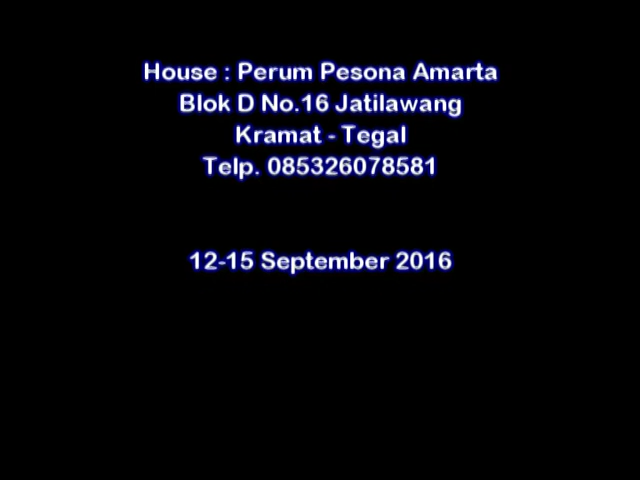 House : Perum Pesona Amarta
Blok D No.16 Jatilawang
Kramat - Tegal
Telp. 085326078581
12-15 September 2016